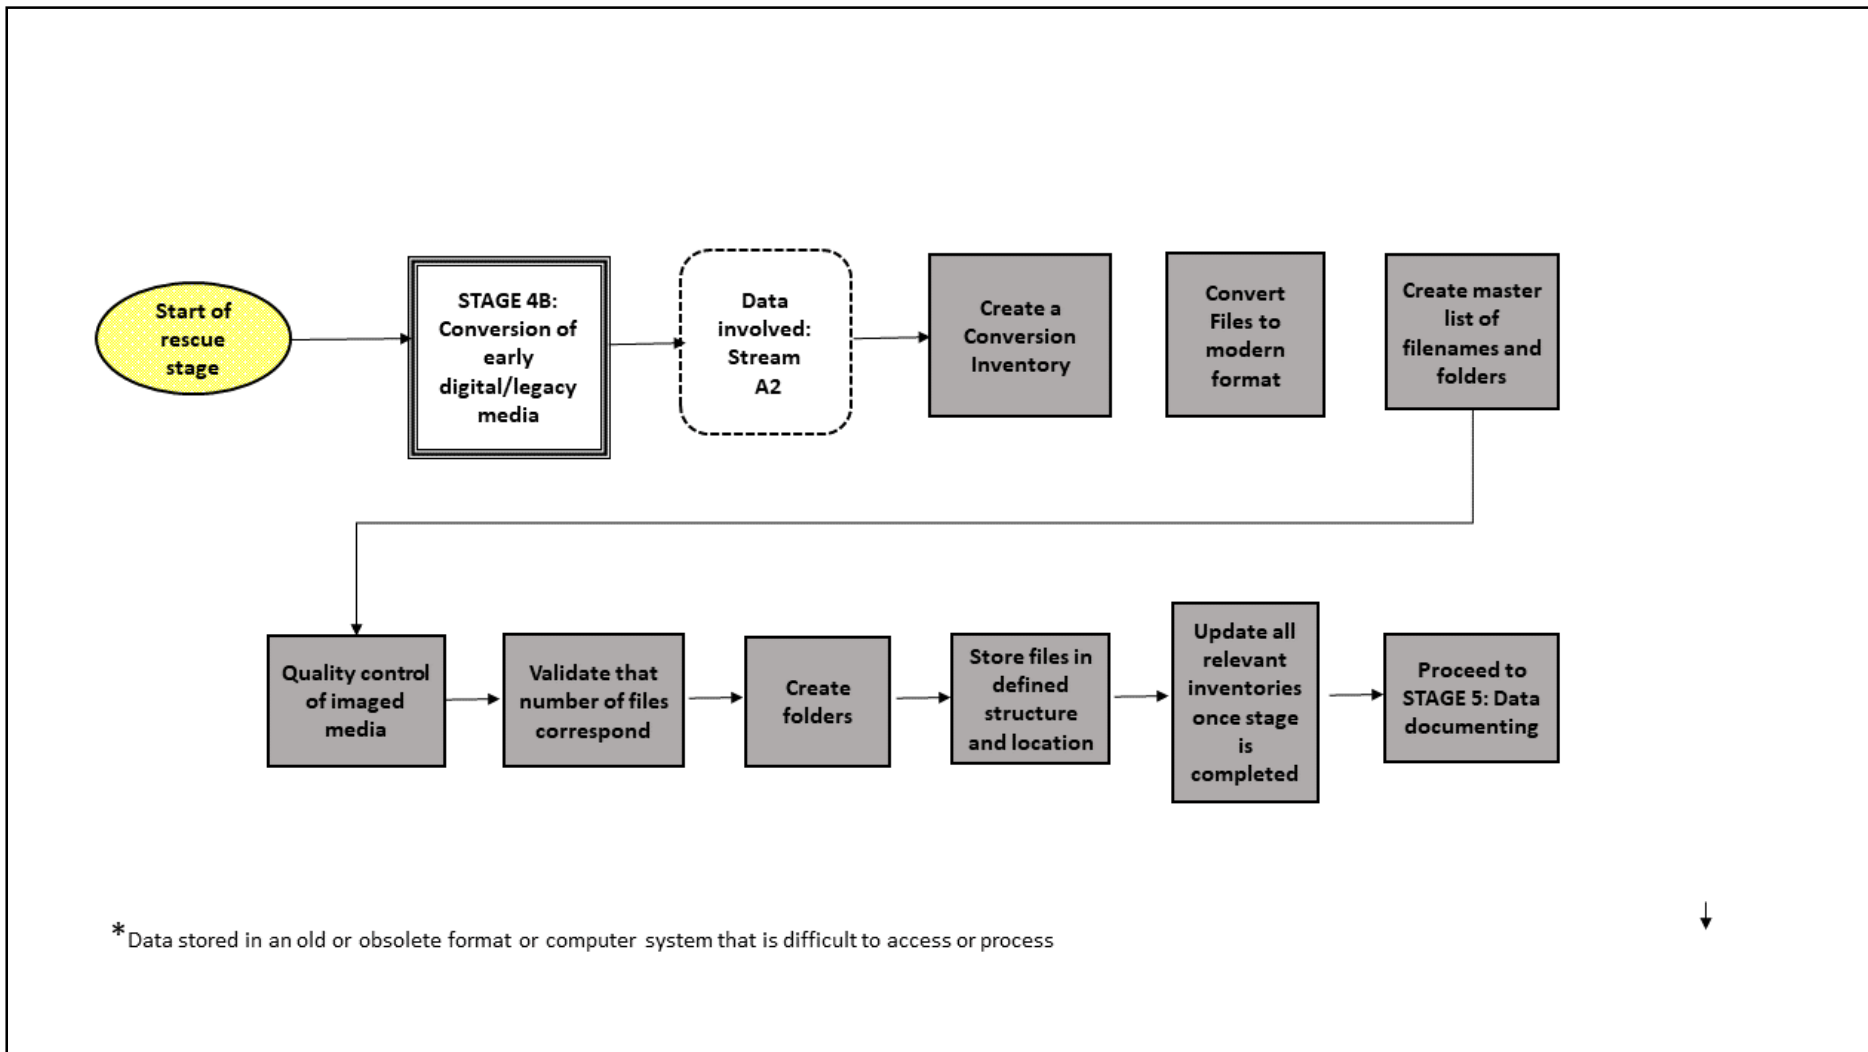 Start of
rescue
stage
STAGE 4B:
Conversion of
early
digital/legacy
media
Data
involved:
Stream
A2
Create a
Conversion
Inventory
Convert
Files to
modern
format
Create master
list of
filenames and
folders
Quality control
of imaged
media
Validate that
number of files
correspond
Create
folders
Store files in
defined
structure
and location
Update all
relevant
inventories
once stage
is
completed
Proceed to
STAGE 5: Data
documenting
*Data stored in an old or obsolete format or computer system that is difficult to access or process